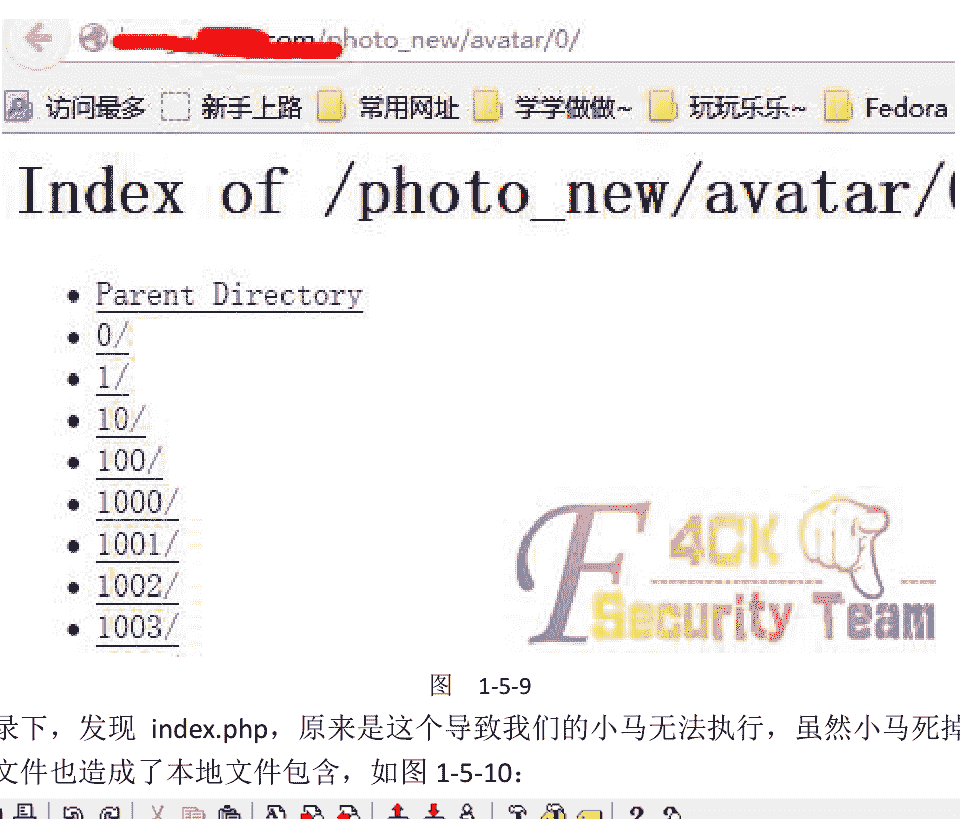 com/photo_new/avatar/0/
访问最多 新手上路 常用网址 学学做做~ 玩玩乐乐~ Fedora
Index of /photo_new/avatar/
Parent Directory
0/
1/
10/
100/
1000/
1001/
1002/
1003/
F4CK
Security Team
图 1-5-9
录下，发现 index.php，原来是这个导致我们的小马无法执行，虽然小马死掉
文件也造成了本地文件包含，如图 1-5-10：